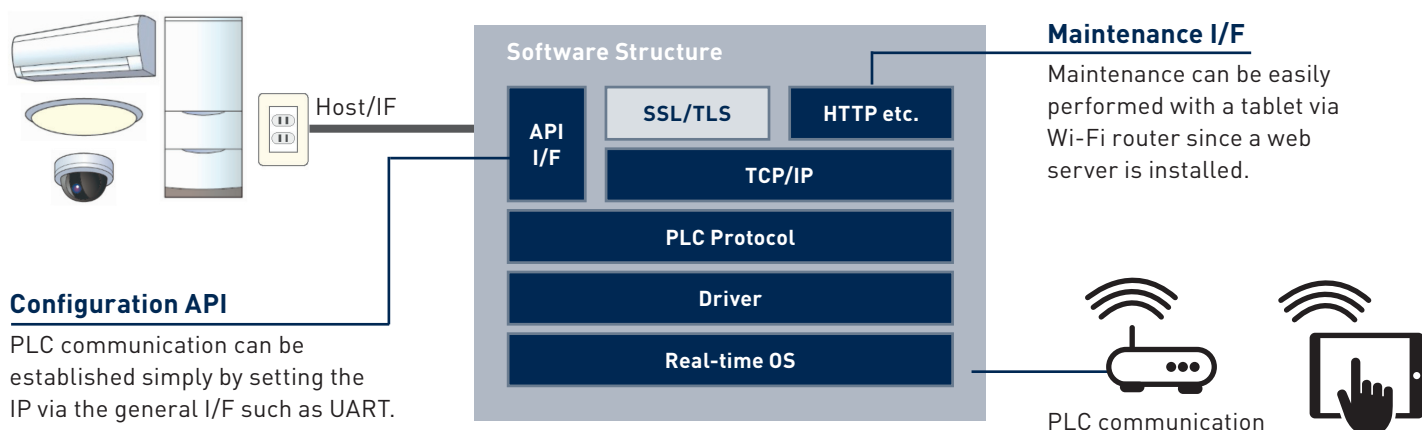 Host/IF
Configuration API
PLC communication can be
established simply by setting the
IP via the general I/F such as UART.
Software Structure
API
I/F
SSL/TLS
HTTP etc.
TCP/IP
PLC Protocol
Driver
Real-time OS
Maintenance I/F
Maintenance can be easily
performed with a tablet via
Wi-Fi router since a web
server is installed.
PLC communication